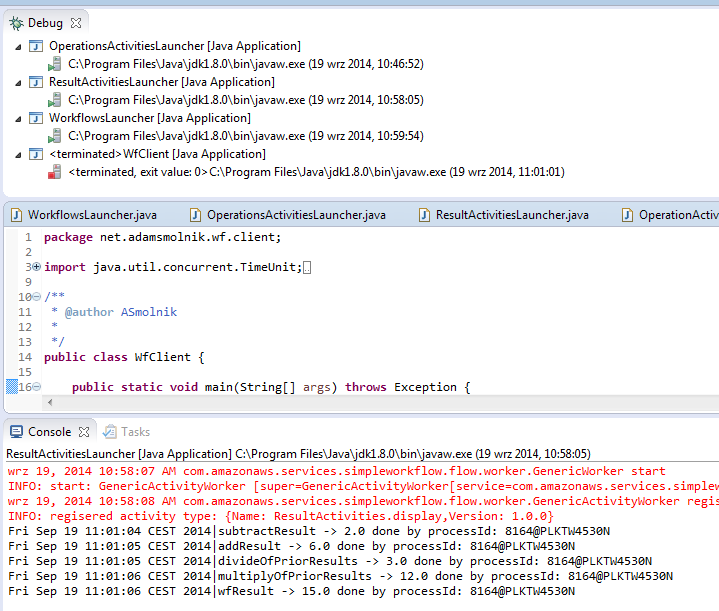 Debug
OperationsActivitiesLauncher [Java Application]
C:\Program Files\Java\jdk1.8.0\bin\javaw.exe (19 wrz 2014, 10:46:52)
ResultActivitiesLauncher [Java Application]
C:\Program Files\Java\jdk1.8.0\bin\javaw.exe (19 wrz 2014, 10:58:05)
WorkflowsLauncher [Java Application]
C:\Program Files\Java\jdk1.8.0\bin\javaw.exe (19 wrz 2014, 10:59:54)
<terminated>WfClient [Java Application]
<terminated, exit value: 0>C:\Program Files\Java\jdk1.8.0\bin\javaw.exe (19 wrz 2014, 11:01:01)
WorkflowsLauncher.java OperationsActivitiesLauncher.java ResultActivitiesLauncher.java OperationActiv
1 package net.adamsmolnik.wf.client;
2
3 import java.util.concurrent.TimeUnit;
9
10 /**
11 * @author ASmolnik
12 *
13 */
14 public class WfClient {
15
16 public static void main(String[] args) throws Exception {
Console Tasks
ResultActivitiesLauncher [Java Application] C:\Program Files\Java\jdk1.8.0\bin\javaw.exe (19 wrz 2014, 10:58:05)
wrz 19, 2014 10:58:07 AM com.amazonaws.services.simpleworkflow.flow.worker.GenericWorker start
INFO: start: GenericActivityWorker [super=GenericActivityWorker[service=com.amazonaws.services.simplew
wrz 19, 2014 10:58:08 AM com.amazonaws.services.simpleworkflow.flow.worker.GenericActivityWorker regis
INFO: regisered activity type: {Name: ResultActivities.display,Version: 1.0.0}
Fri Sep 19 11:01:04 CEST 2014|subtractResult -> 2.0 done by processId: 8164@PLKTW4530N
Fri Sep 19 11:01:05 CEST 2014|addResult -> 6.0 done by processId: 8164@PLKTW4530N
Fri Sep 19 11:01:05 CEST 2014|divideOfPriorResults -> 3.0 done by processId: 8164@PLKTW4530N
Fri Sep 19 11:01:06 CEST 2014|multiplyOfPriorResults -> 12.0 done by processId: 8164@PLKTW4530N
Fri Sep 19 11:01:06 CEST 2014|wfResult -> 15.0 done by processId: 8164@PLKTW4530N